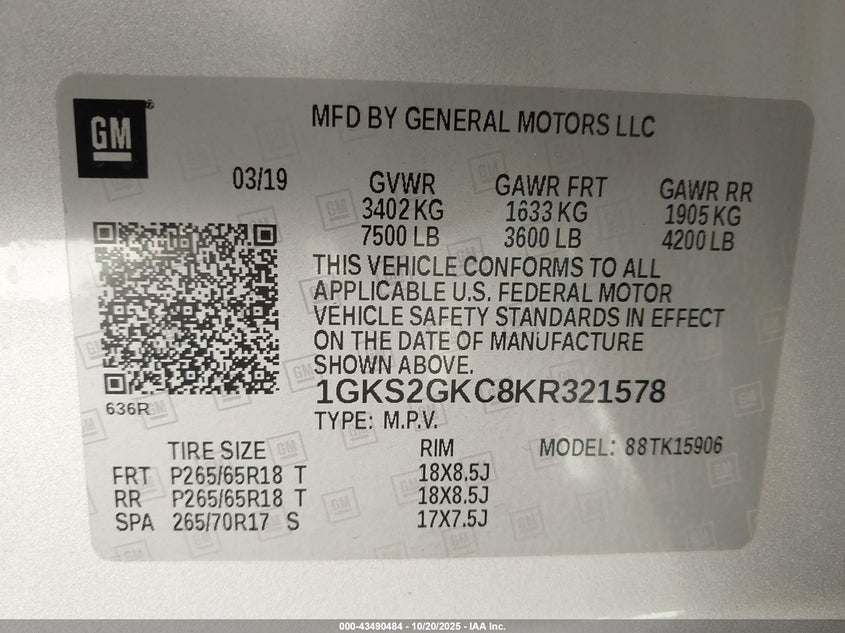 GM
MFD BY GENERAL MOTORS LLC
03/19
GVWR GAWR FRT GAWR RR
3402 KG 1633 KG 1905 KG
7500 LB 3600 LB 4200 LB
THIS VEHICLE CONFORMS TO ALL
APPLICABLE U.S. FEDERAL MOTOR
VEHICLE SAFETY STANDARDS IN EFFECT
ON THE DATE OF MANUFACTURE
SHOWN ABOVE.
1GKS2GKC8KR321578
636R
TYPE: M.P.V.
TIRE SIZE RIM MODEL: 88TK15906
FRT P265/65R18 T 18X8.5J
RR P265/65R18 T 18X8.5J
SPA 265/70R17 S 17X7.5J
000-43490484 - 10/20/2025 - IAA Inc.